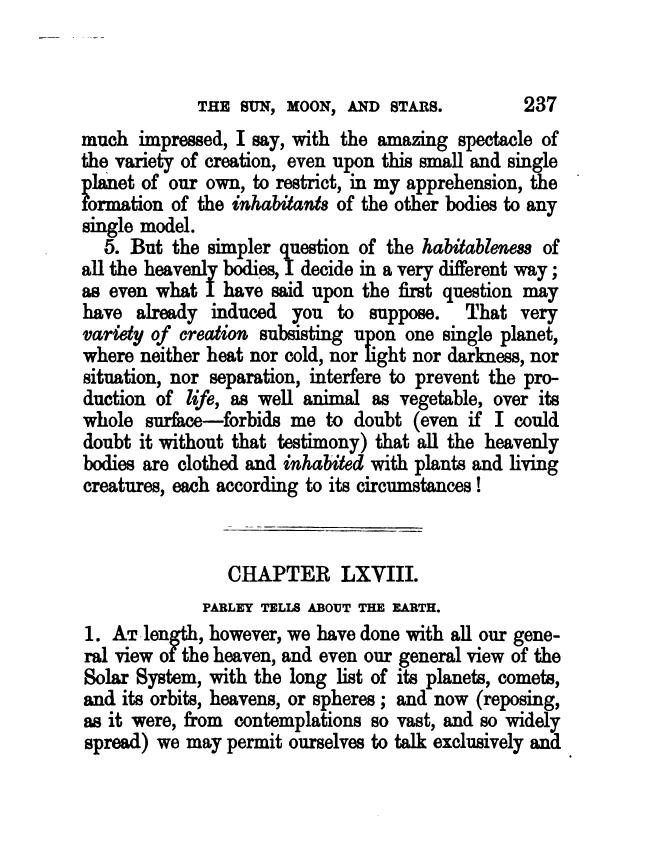 THE SUN, MOON, AND STARS. 237
much impressed, I say, with the amazing spectacle of
the variety of creation, even upon this small and single
planet of our own, to restrict, in my apprehension, the
formation of the inhabitants of the other bodies to any
single model.
5. But the simpler question of the habitableness of
all the heavenly bodies, I decide in a very different way;
as even what I have said upon the first question may
have already induced you to suppose. That very
variety of creation subsisting upon one single planet,
where neither heat nor cold, nor light nor darkness, nor
situation, nor separation, interfere to prevent the pro-
duction of life, as well animal as vegetable, over its
whole surface—forbids me to doubt (even if I could
doubt it without that testimony) that all the heavenly
bodies are clothed and inhabited with plants and living
creatures, each according to its circumstances!
CHAPTER LXVIII.
PARLEY TELLS ABOUT THE EARTH.
1. AT length, however, we have done with all our gene-
ral view of the heaven, and even our general view of the
Solar System, with the long list of its planets, comets,
and its orbits, heavens, or spheres; and now (reposing,
as it were, from contemplations so vast, and so widely
spread) we may permit ourselves to talk exclusively and